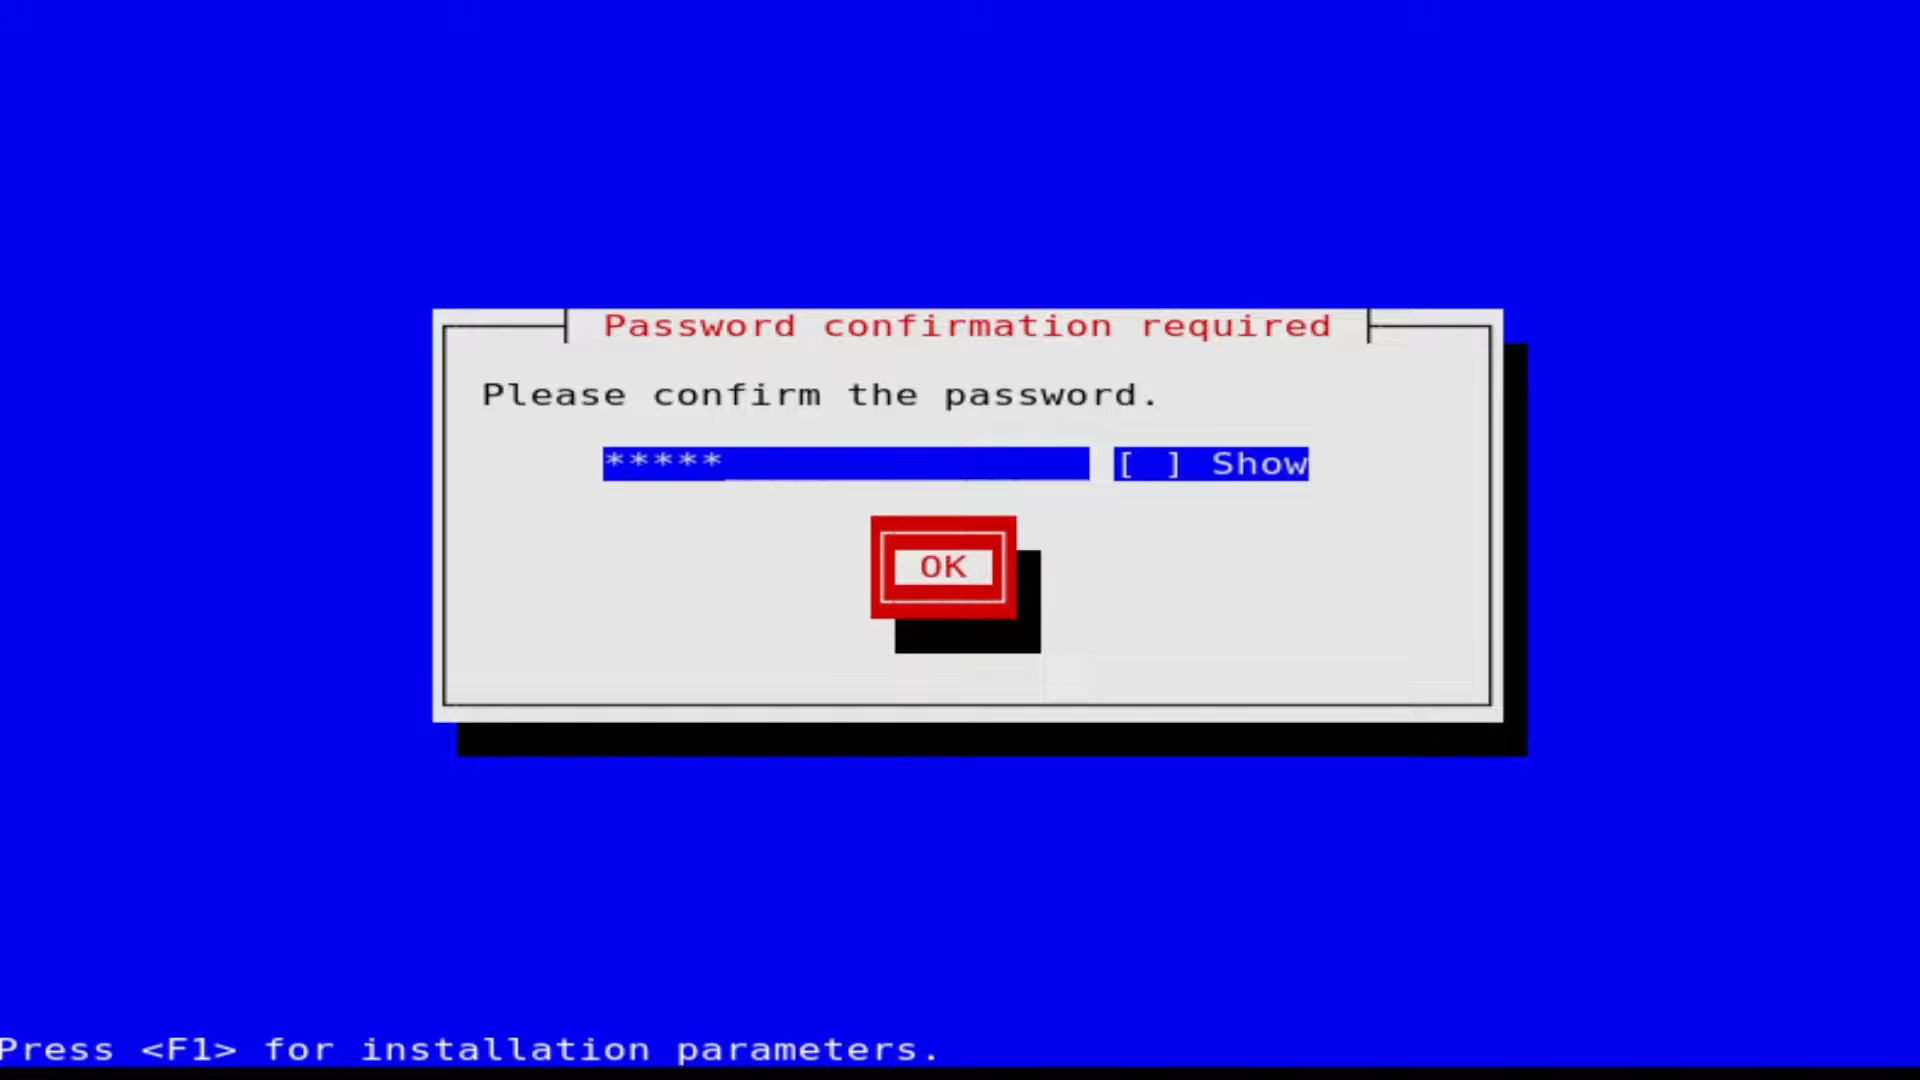 Password confirmation required
Please confirm the password.
***** [ ] Show
OK
Press <F1> for installation parameters.